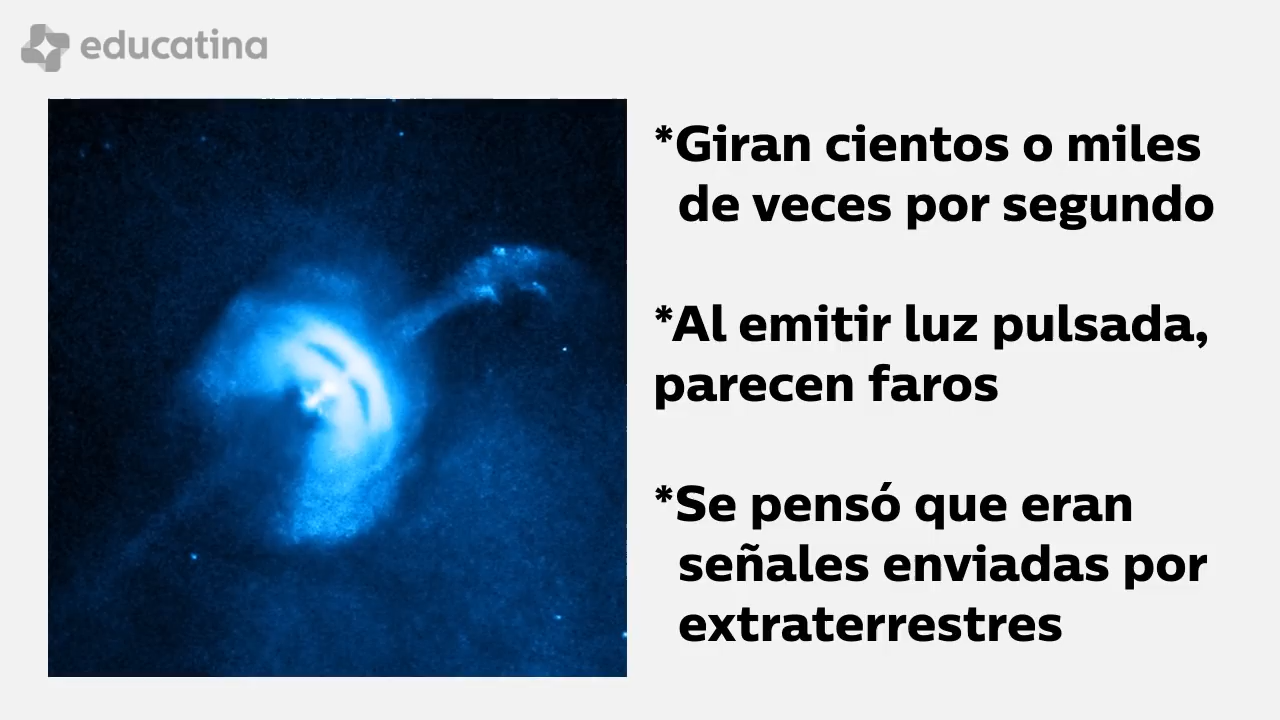 educatina
*Giran cientos o miles
de veces por segundo
*Al emitir luz pulsada,
parecen faros
*Se pensó que eran
señales enviadas por
extraterrestres